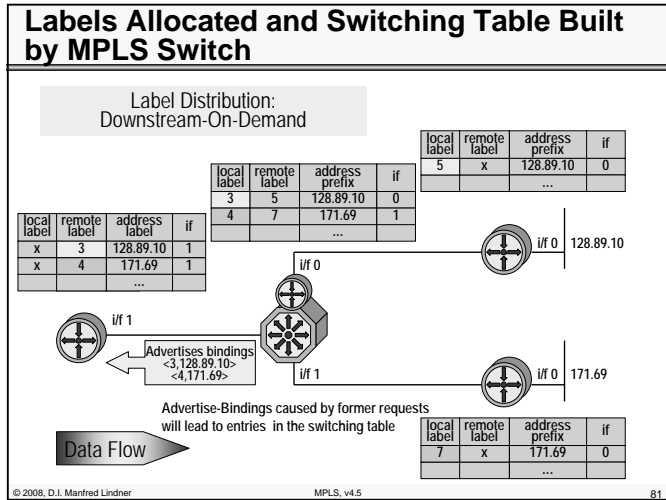 Labels Allocated and Switching Table Built
by MPLS Switch
Label Distribution:
Downstream-On-Demand
local label remote label address prefix if
5 x 128.89.10 0
...
local label remote label address prefix if
3 5 128.89.10 0
4 7 171.69 1
...
local label remote label address label if
x 3 128.89.10 1
x 4 171.69 1
...
i/f 0
i/f 0 128.89.10
i/f 1
Advertises bindings
<3,128.89.10>
<4,171.69>
i/f 1
i/f 0 171.69
Advertise-Bindings caused by former requests
will lead to entries in the switching table
Data Flow
local label remote label address prefix if
7 x 171.69 0
...
© 2008, D.I. Manfred Lindner MPLS, v4.5 81